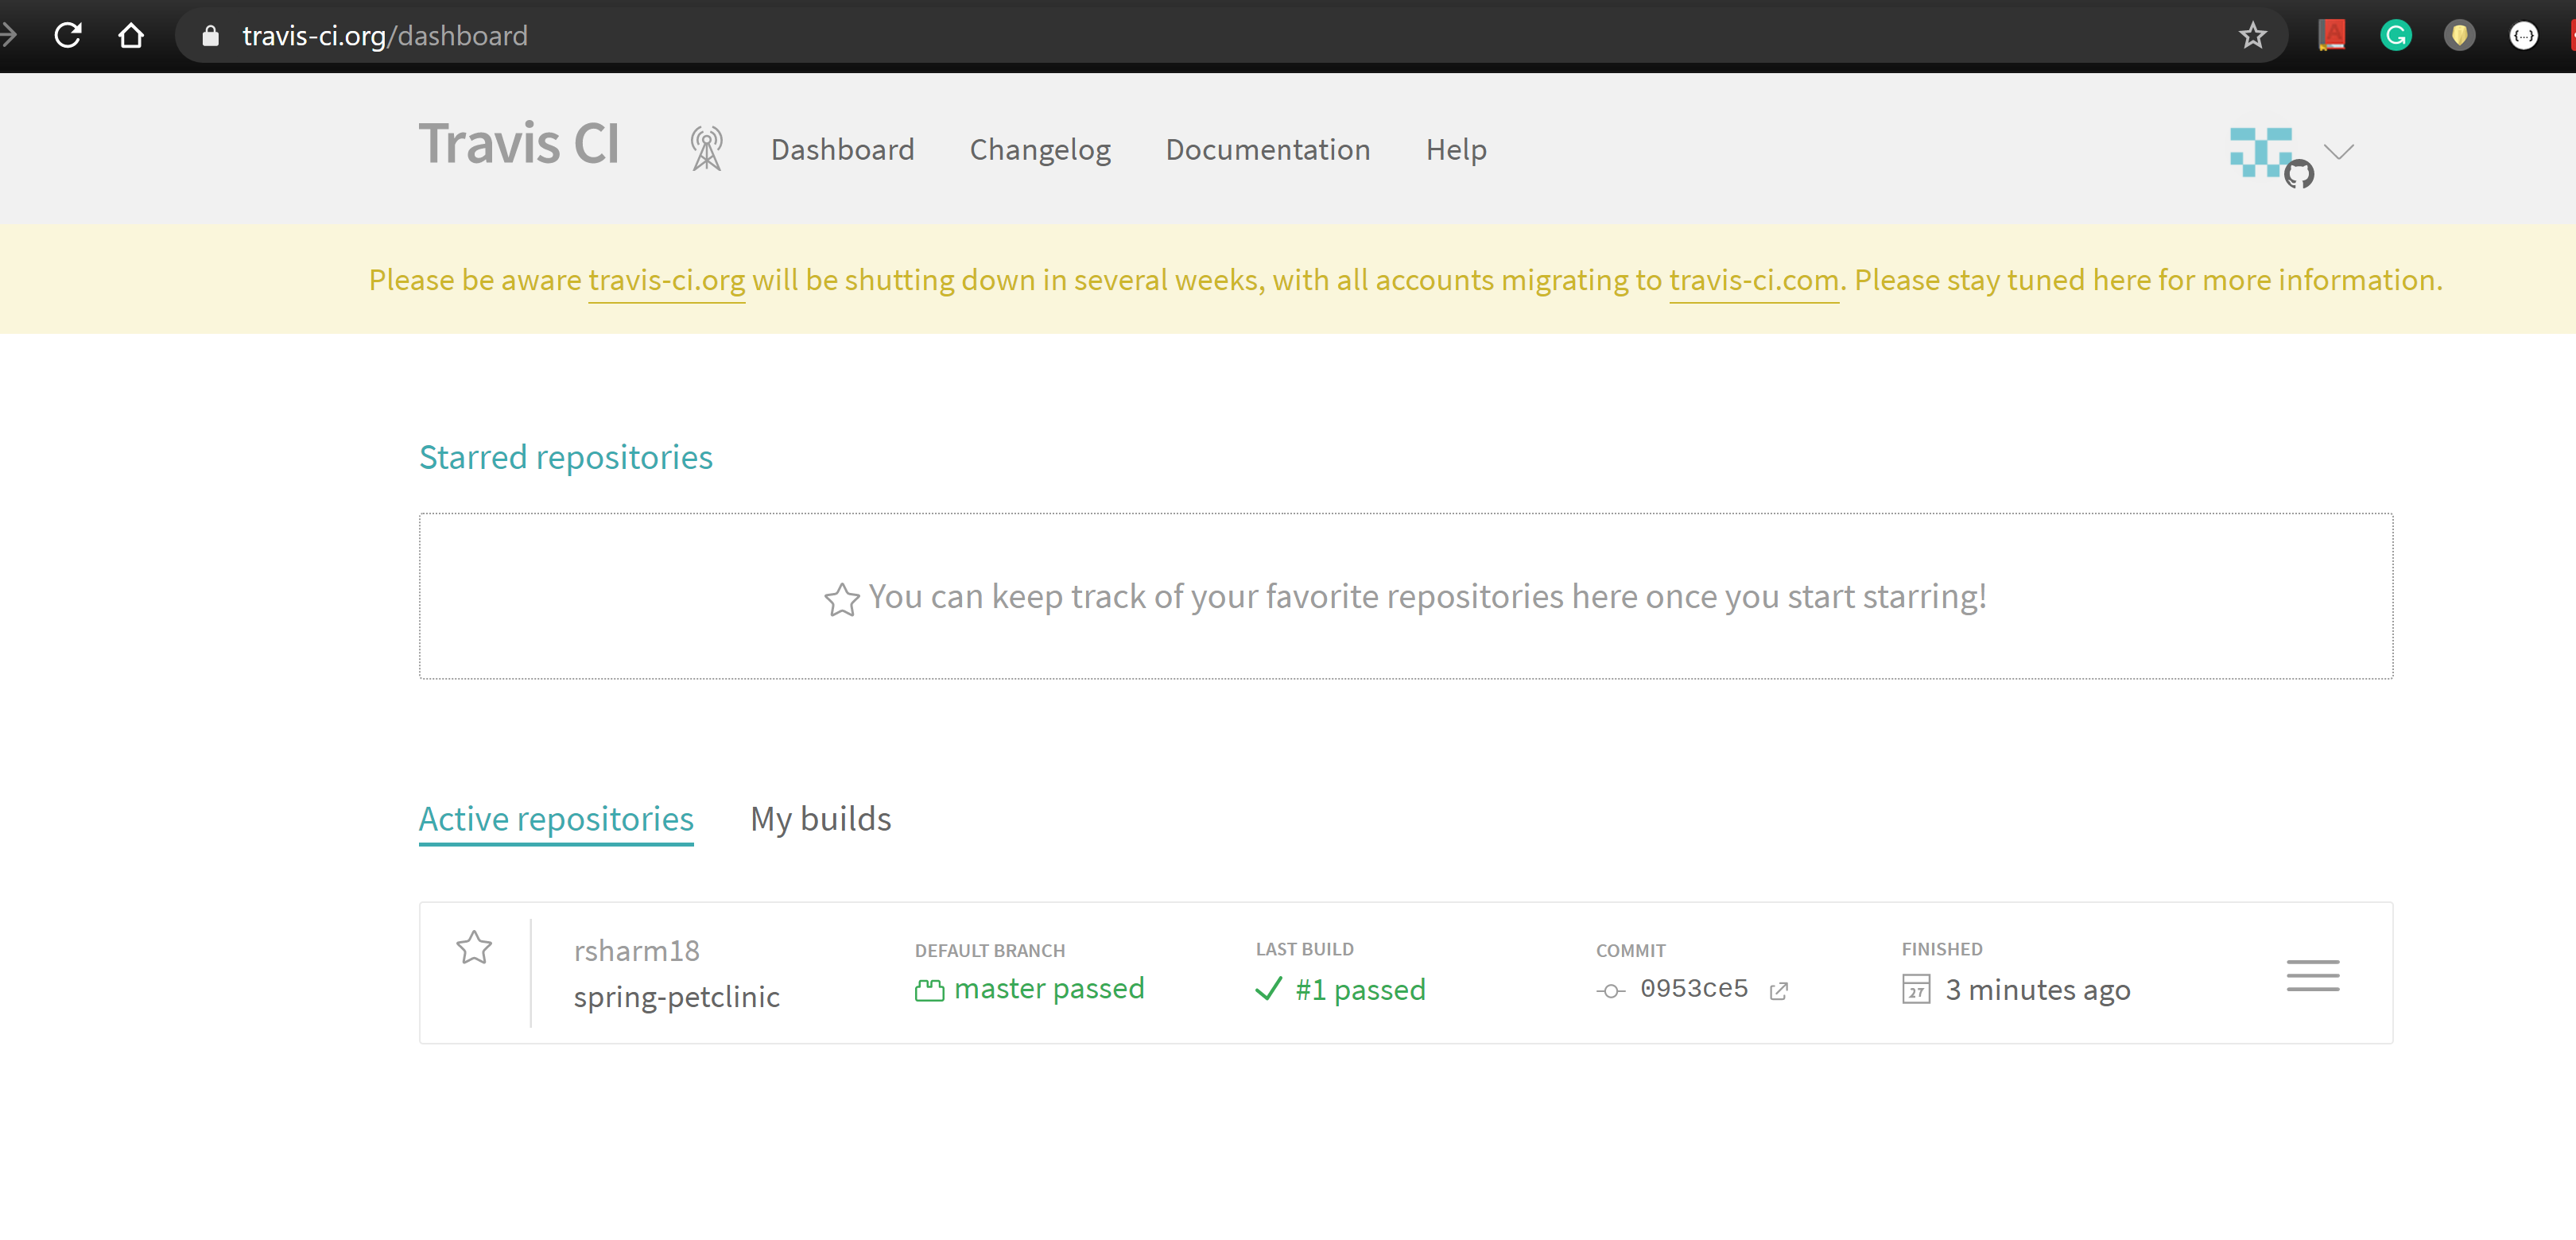 travis-ci.org/dashboard
Travis CI
Dashboard
Changelog
Documentation
Help
Please be aware travis-ci.org will be shutting down in several weeks, with all accounts migrating to travis-ci.com. Please stay tuned here for more information.
Starred repositories
You can keep track of your favorite repositories here once you start starring!
Active repositories
My builds
rsharm18
spring-petclinic
DEFAULT BRANCH
master passed
LAST BUILD
#1 passed
COMMIT
0953ce5
FINISHED
27
3 minutes ago